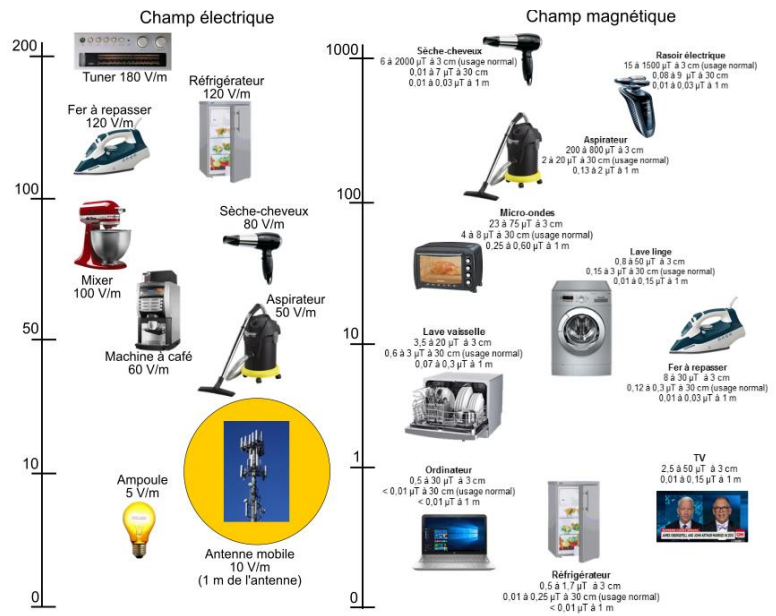 Champ électrique
200
Tuner 180 V/m
Réfrigérateur
120 V/m
Fer à repasser
120 V/m
100
Mixer
100 V/m
Sèche-cheveux
80 V/m
Aspirateur
50 V/m
50
Machine à café
60 V/m
10
Ampoule
5 V/m
Antenne mobile
10 V/m
(1 m de l'antenne)
0
Champ magnétique
1000
Sèche-cheveux
6 à 2000 µT à 3 cm (usage normal)
0,01 à 7 µT à 30 cm
0,01 à 0,03 µT à 1 m
Rasoir électrique
15 à 1500 µT à 3 cm (usage normal)
0,08 à 9 µT à 30 cm
0,01 à 0,03 µT à 1 m
Aspirateur
200 à 800 µT à 3 cm
2 à 20 µT à 30 cm (usage normal)
0,13 à 2 µT à 1 m
100
Micro-ondes
23 à 75 µT à 3 cm
4 à 8 µT à 30 cm (usage normal)
0,25 à 0,60 µT à 1 m
Lave linge
0,8 à 50 µT à 3 cm
0,15 à 3 µT à 30 cm (usage normal)
0,01 à 0,15 µT à 1 m
10
Lave vaisselle
3,5 à 20 µT à 3 cm
0,6 à 3 µT à 30 cm (usage normal)
0,07 à 0,3 µT à 1 m
Fer à repasser
8 à 30 µT à 3 cm
0,12 à 0,3 µT à 30 cm (usage normal)
0,01 à 0,03 µT à 1 m
1
Ordinateur
0,5 à 30 µT à 3 cm
< 0,01 µT à 30 cm (usage normal)
< 0,01 µT à 1 m
TV
2,5 à 50 µT à 3 cm
0,01 à 0,15 µT à 1 m
Réfrigérateur
0,5 à 1,7 µT à 3 cm
0,01 à 0,25 µT à 30 cm (usage normal)
< 0,01 µT à 1 m
0